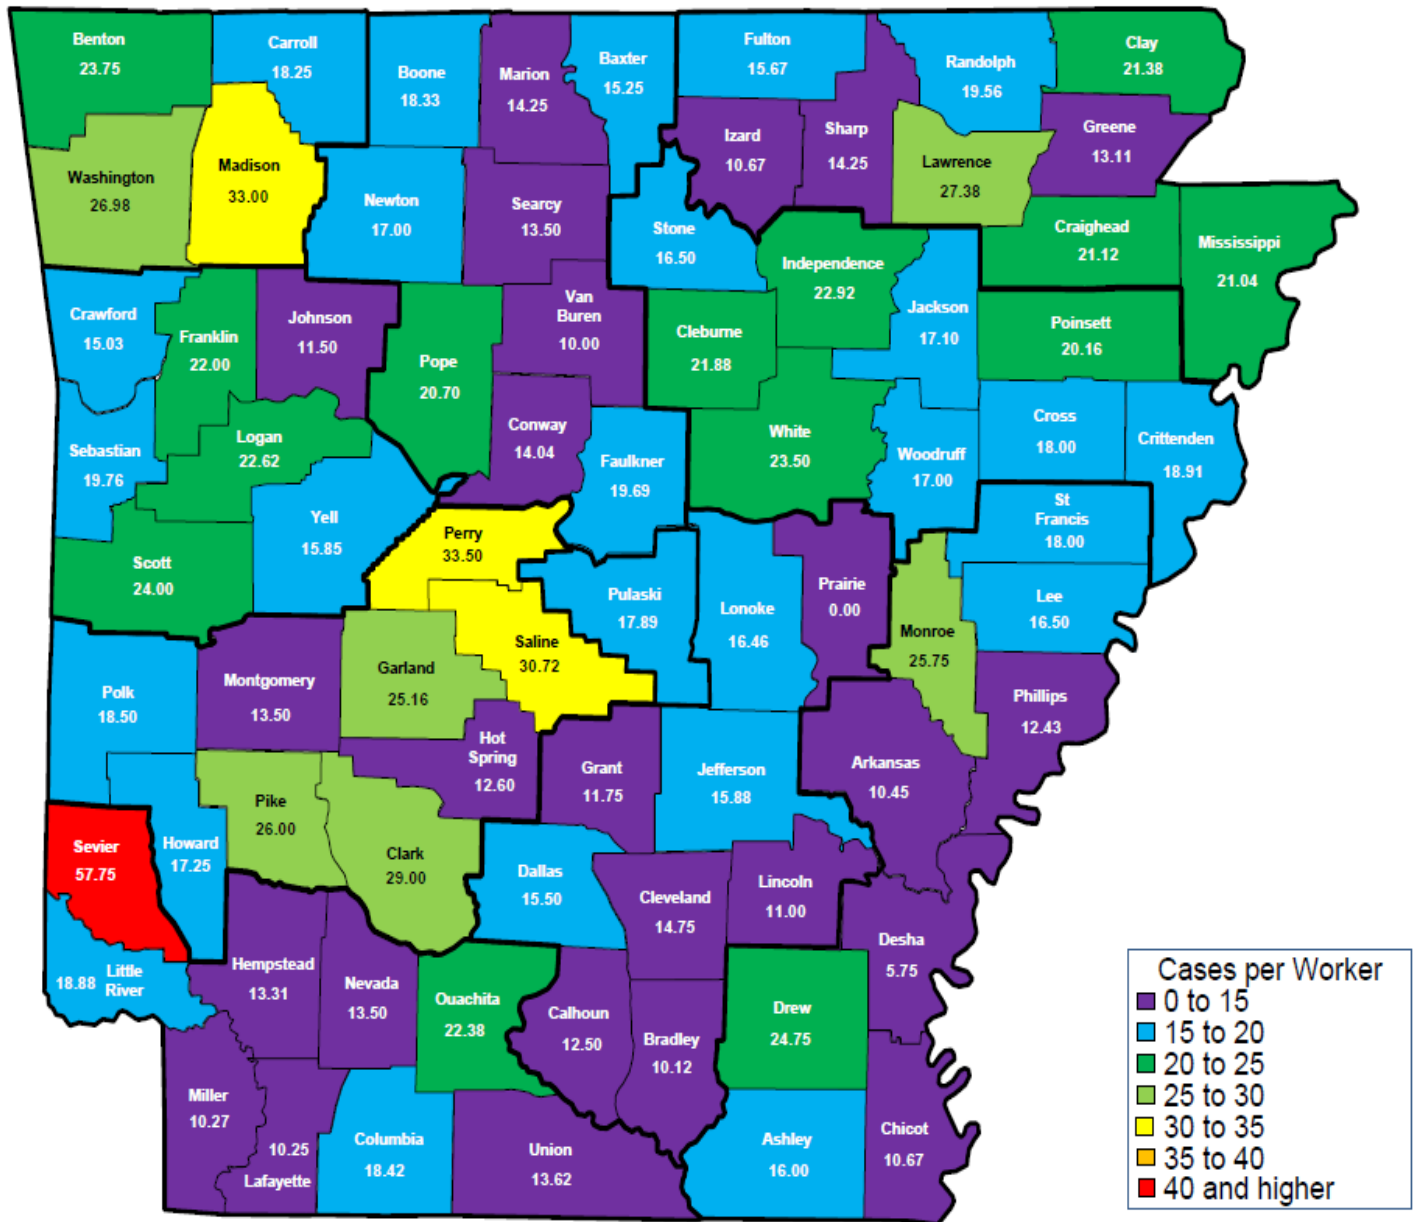 Benton
23.75
Carroll
18.25
Boone
18.33
Marion
14.25
Baxter
15.25
Fulton
15.67
Randolph
19.56
Clay
21.38
Washington
26.98
Madison
33.00
Newton
17.00
Searcy
13.50
Stone
16.50
Izard
10.67
Sharp
14.25
Lawrence
27.38
Greene
13.11
Craighead
21.12
Mississippi
21.04
Crawford
15.03
Franklin
22.00
Johnson
11.50
Pope
20.70
Van
Buren
10.00
Cleburne
21.88
Independence
22.92
Jackson
17.10
Poinsett
20.16
Sebastian
19.76
Logan
22.62
Conway
14.04
Faulkner
19.69
White
23.50
Woodruff
17.00
Cross
18.00
Crittenden
18.91
Scott
24.00
Yell
15.85
Perry
33.50
Pulaski
17.89
Lonoke
16.46
Prairie
0.00
St
Francis
18.00
Lee
16.50
Monroe
25.75
Saline
30.72
Garland
25.16
Montgomery
13.50
Polk
18.50
Phillips
12.43
Hot
Spring
12.60
Grant
11.75
Jefferson
15.88
Arkansas
10.45
Pike
26.00
Clark
29.00
Sevier
57.75
Howard
17.25
Dallas
15.50
Cleveland
14.75
Lincoln
11.00
Desha
5.75
18.88 Little
River
Hempstead
13.31
Nevada
13.50
Ouachita
22.38
Calhoun
12.50
Bradley
10.12
Drew
24.75
Miller
10.27
10.25
Lafayette
Columbia
18.42
Union
13.62
Ashley
16.00
Chicot
10.67
Cases per Worker
0 to 15
15 to 20
20 to 25
25 to 30
30 to 35
35 to 40
40 and higher